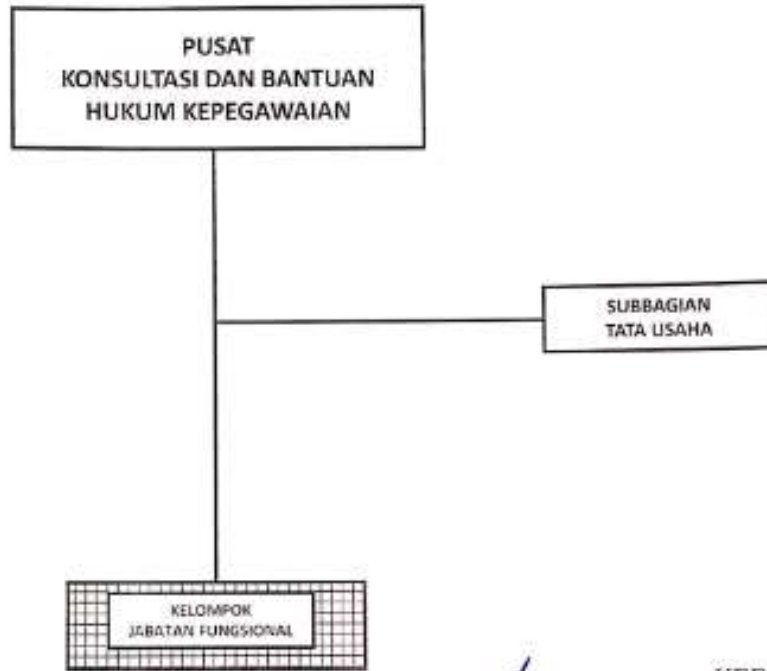 PUSAT
KONSULTASI DAN BANTUAN
HUKUM KEPEGAWAIAN
SUBBAGIAN
TATA USAHA
KELOMPOK
JABATAN FUNGSIONAL